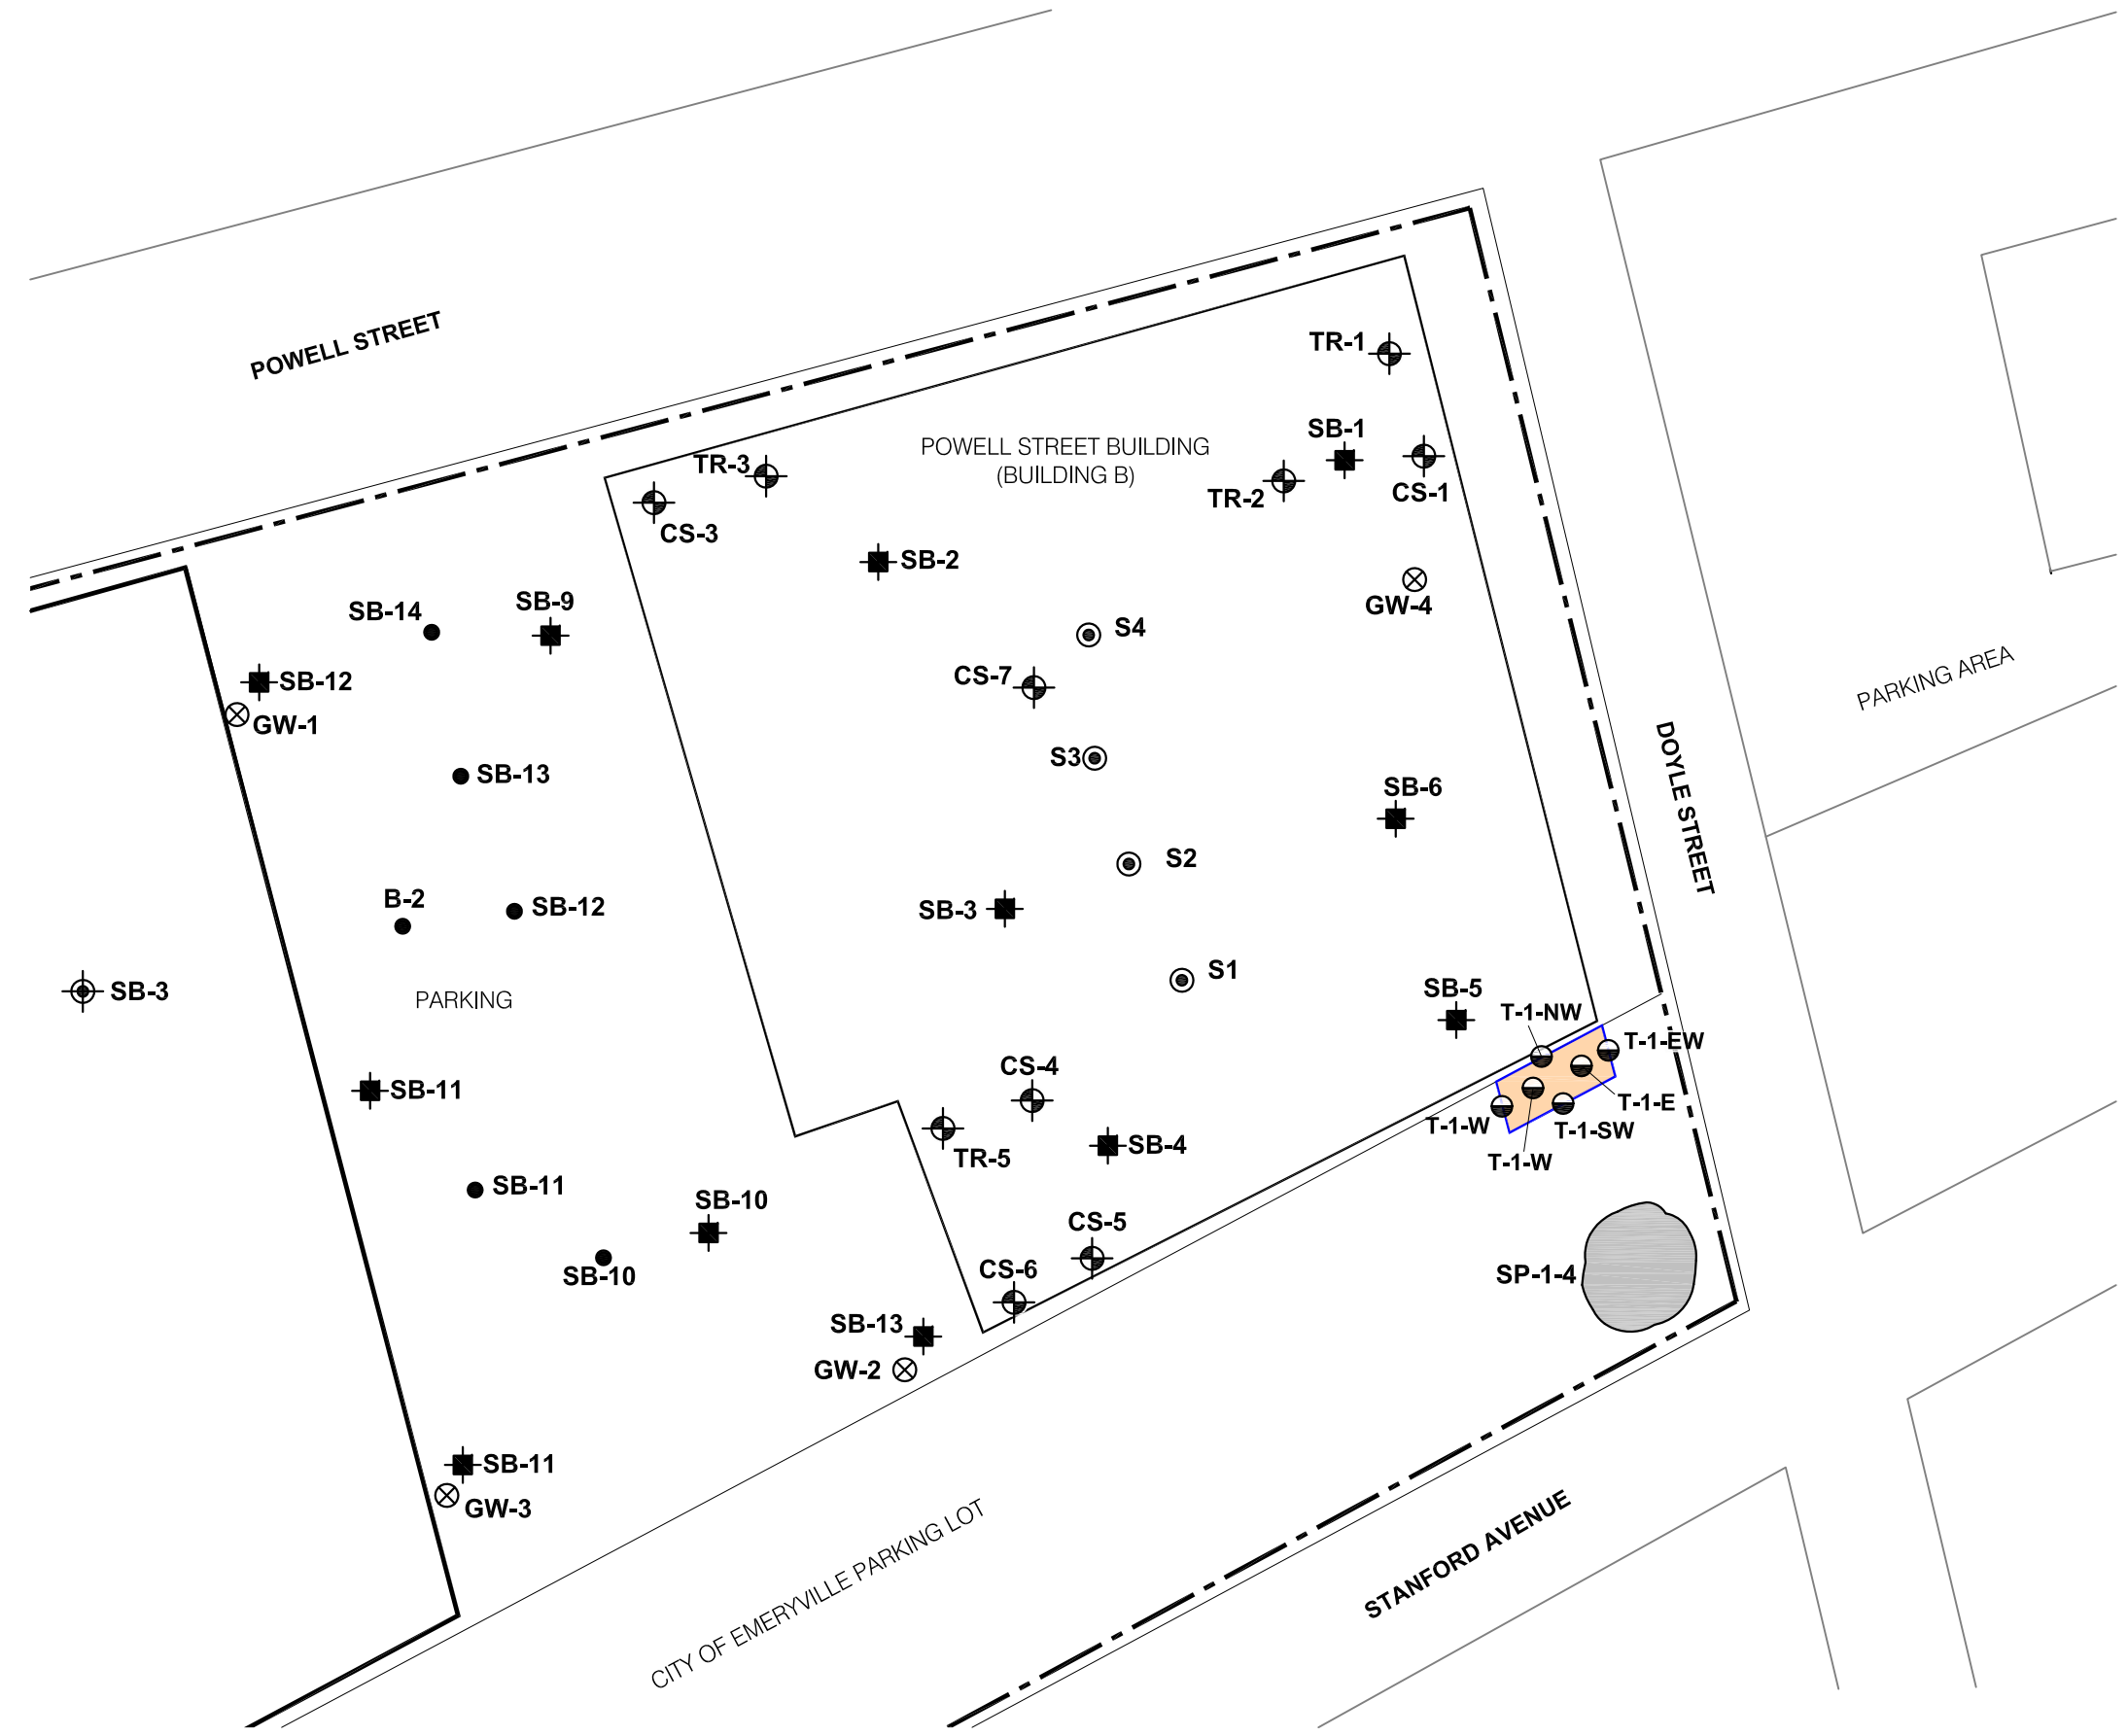 POWELL STREET
TR-1
SB-1
POWELL STREET BUILDING
(BUILDING B)
TR-3
CS-1
TR-2
CS-3
SB-2
SB-14
SB-9
GW-4
S4
CS-7
SB-12
GW-1
PARKING AREA
DOYLE STREET
SB-13
S3
SB-6
S2
B-2
SB-12
SB-3
SB-3
PARKING
S1
SB-5
T-1-NW
T-1-EW
CS-4
SB-11
T-1-E
T-1-W
T-1-SW
TR-5
SB-4
T-1-W
SB-11
SB-10
CS-5
SB-10
CS-6
SP-1-4
SB-13
GW-2
SB-11
GW-3
CITY OF EMERYVILLE PARKING LOT
STANFORD AVENUE